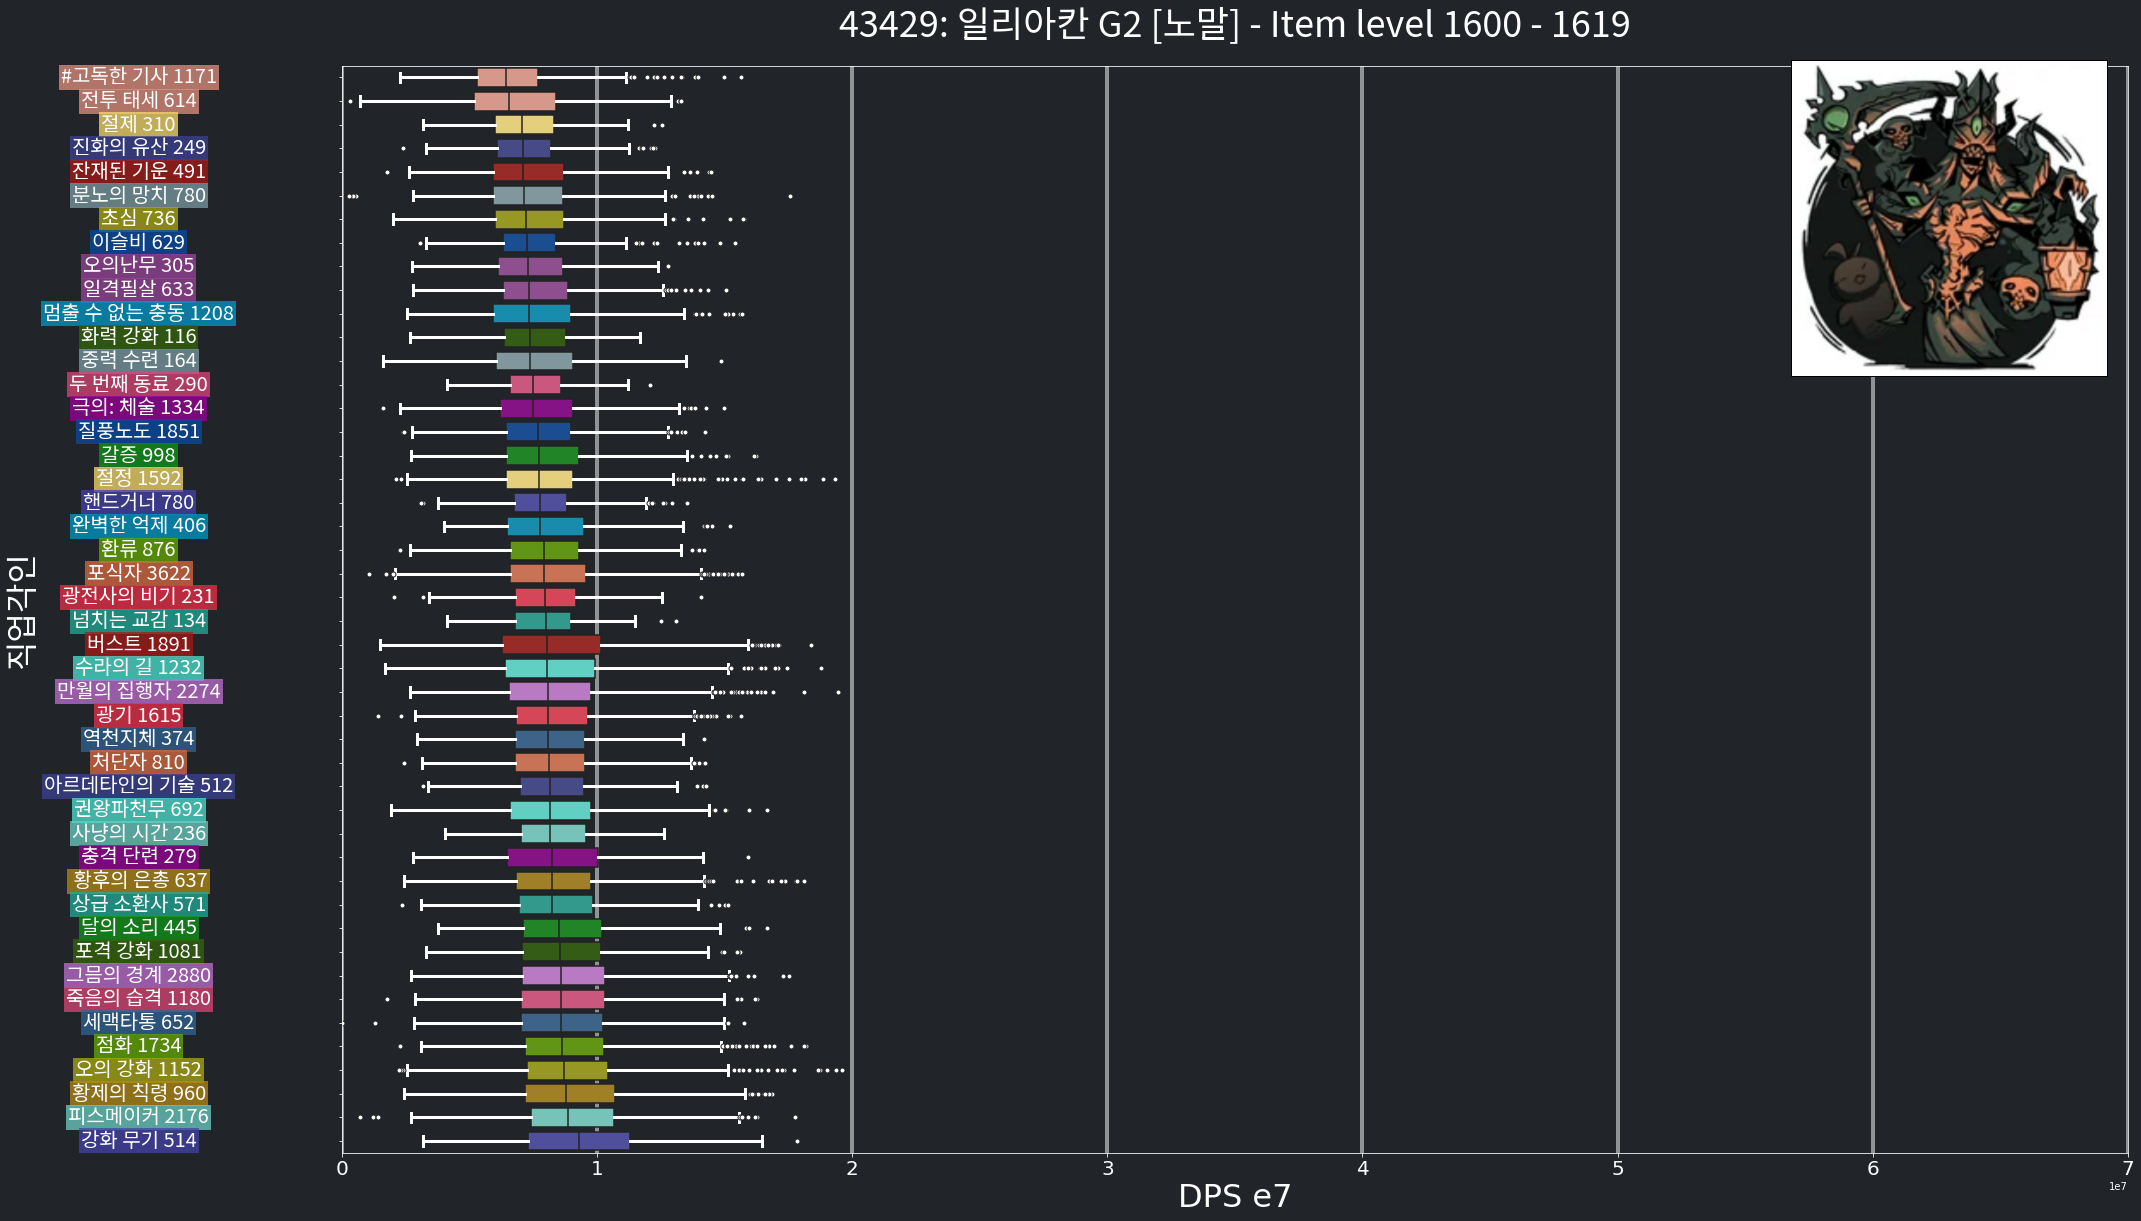 43429: 일리아칸 G2 [노말] - Item level 1600 - 1619
직업각인
#고독한 기사 1171
전투 태세 614
절제 310
진화의 유산 249
잔재된 기운 491
분노의 망치 780
초심 736
이슬비 629
오의난무 305
일격필살 633
멈출 수 없는 충동 1208
화력 강화 116
중력 수련 164
두 번째 동료 290
극의: 체술 1334
질풍노도 1851
갈증 998
절정 1592
핸드거너 780
완벽한 억제 406
환류 876
포식자 3622
광전사의 비기 231
넘치는 교감 134
버스트 1891
수라의 길 1232
만월의 집행자 2274
광기 1615
역천지체 374
처단자 810
아르데타인의 기술 512
권왕파천무 692
사냥의 시간 236
충격 단련 279
황후의 은총 637
상급 소환사 571
달의 소리 445
포격 강화 1081
그믐의 경계 2880
죽음의 습격 1180
세맥타통 652
점화 1734
오의 강화 1152
황제의 칙령 960
피스메이커 2176
강화 무기 514
0 1 2 3 4 5 6 7
1e7
DPS e7